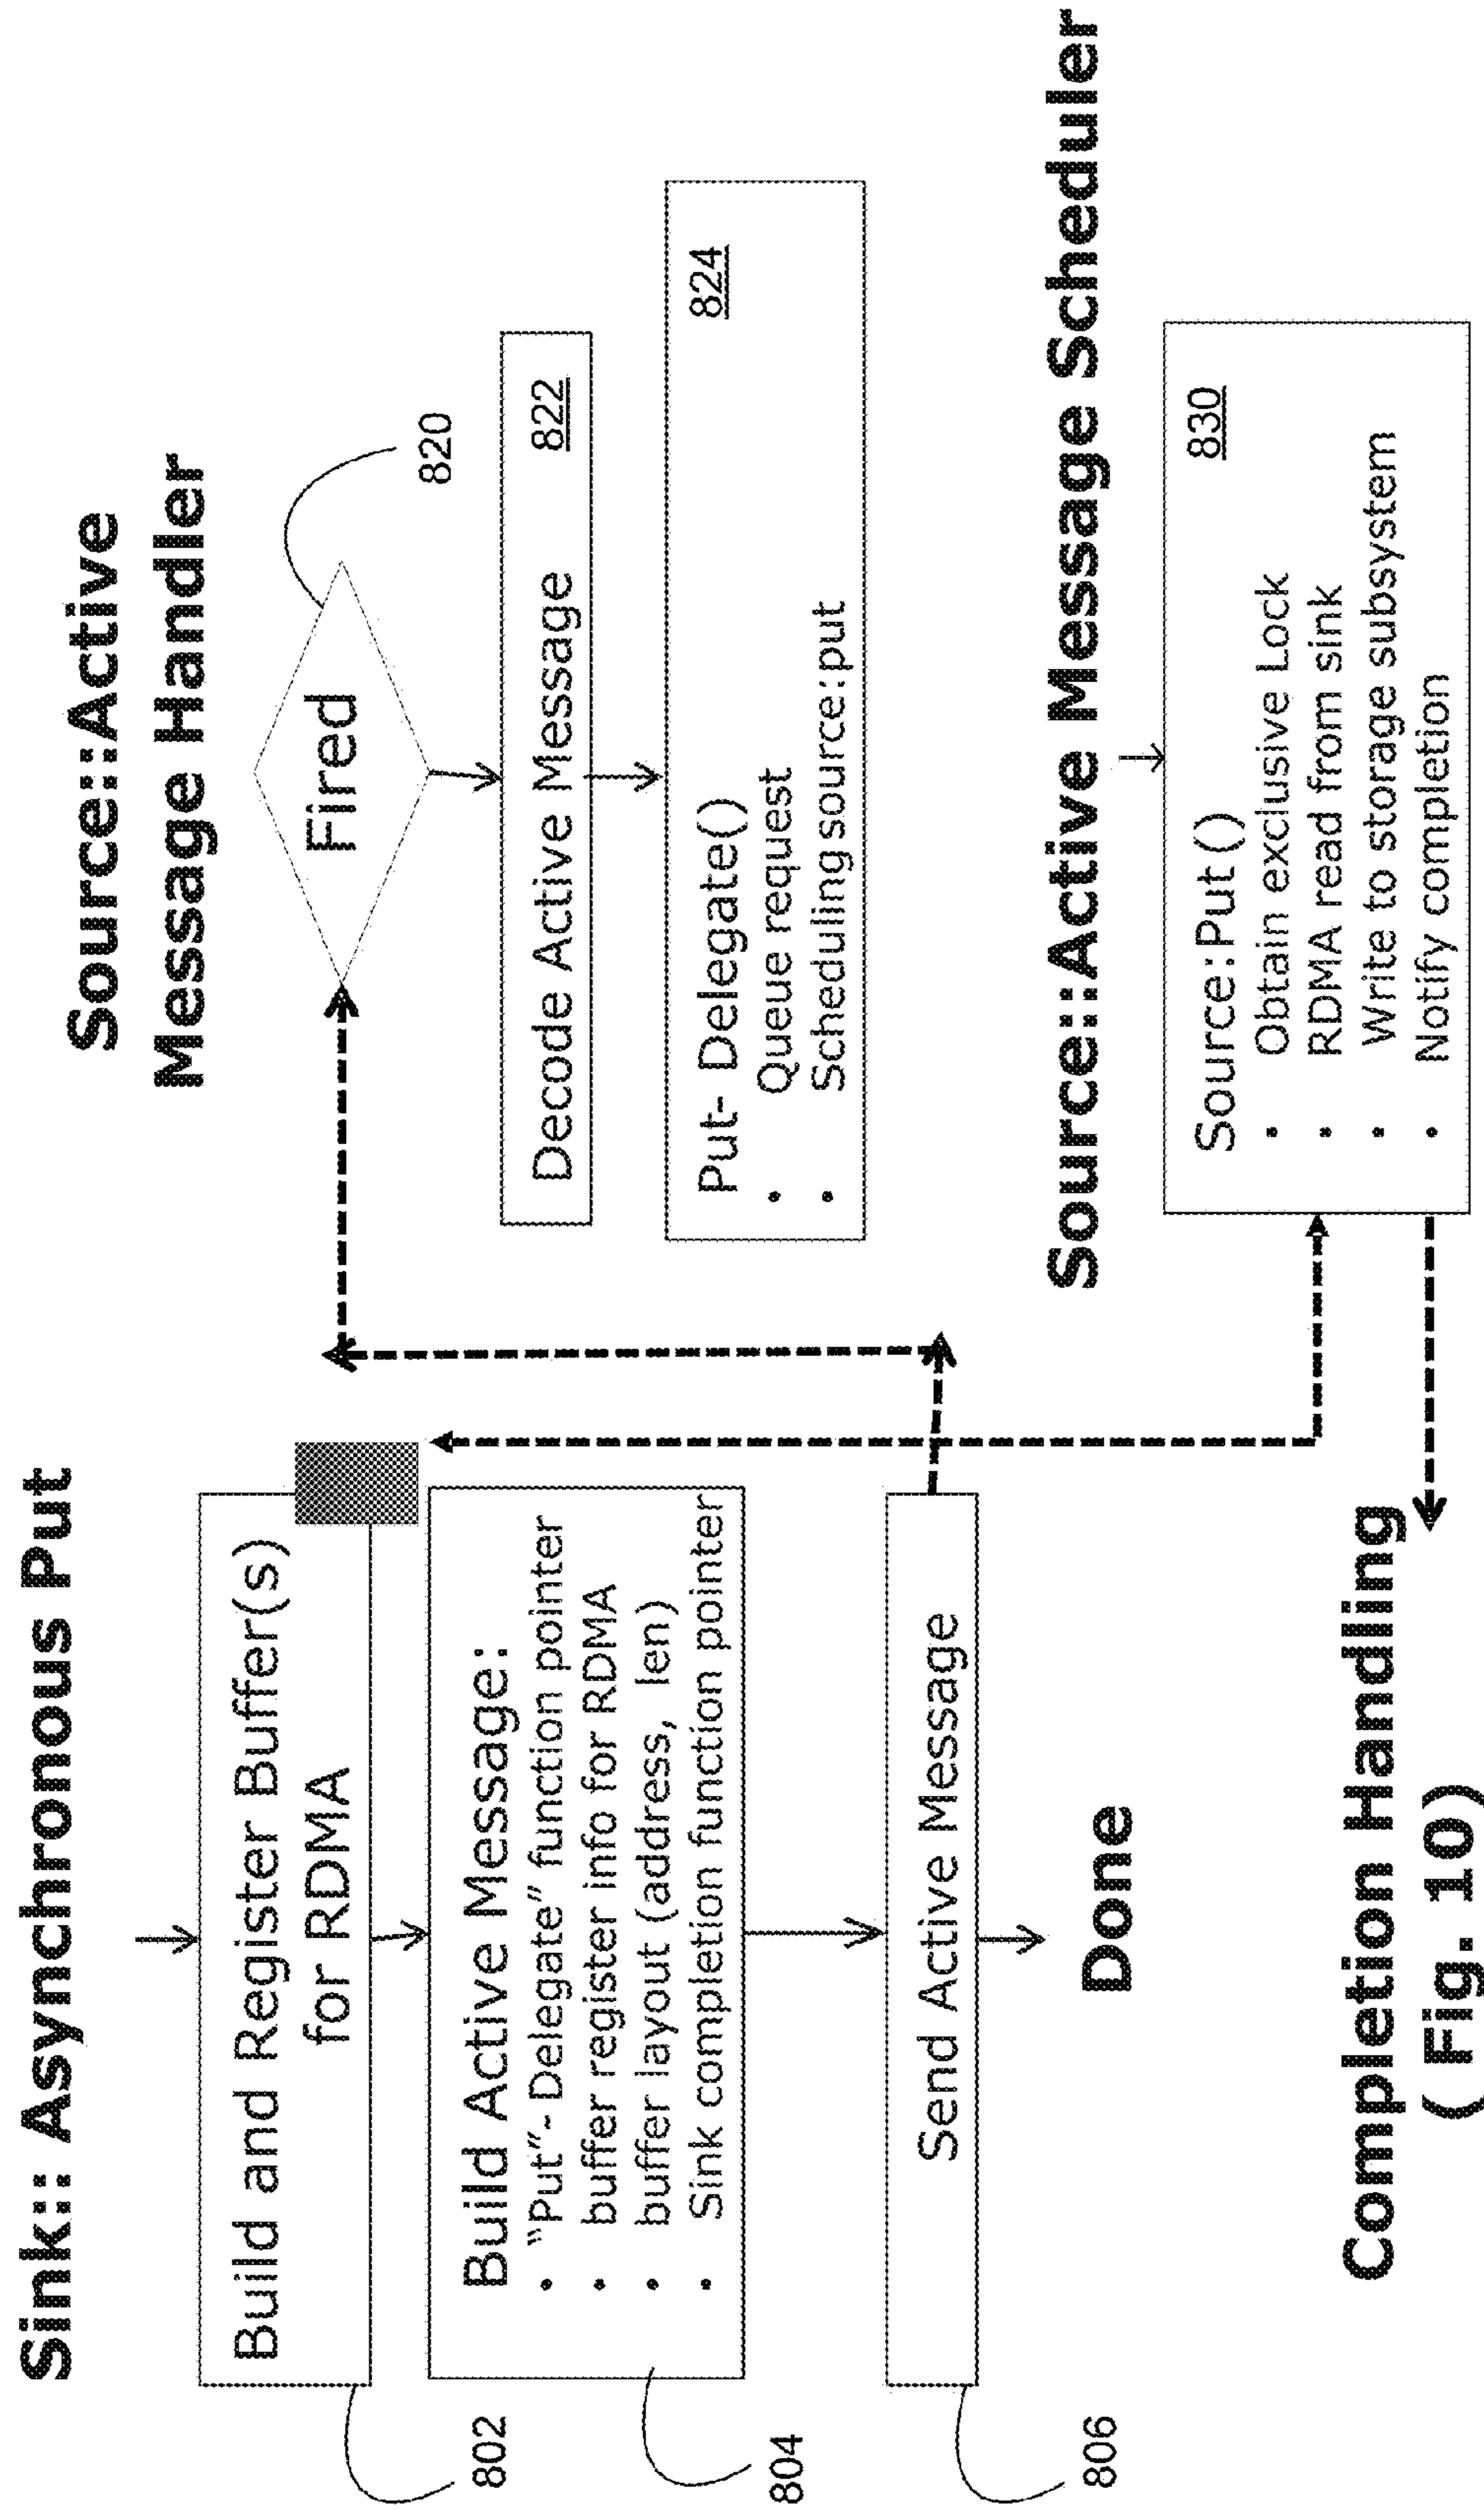 Sink:: Asynchronous Put
Build and Register Buffer(s)
for RDMA
802
Build Active Message:
• "Put"- Delegate" function pointer
• buffer register info for RDMA
• buffer layout (address, len)
• Sink completion function pointer
804
Send Active Message
806
Done
Completion Handling
( Fig. 10)
Source::Active
Message Handler
Fired
820
Decode Active Message 822
Put- Delegate() 824
• Queue request
• Scheduling source::put
Source::Active Message Scheduler
Source::Put() 830
• Obtain exclusive Lock
• RDMA read from sink
• Write to storage subsystem
• Notify completion